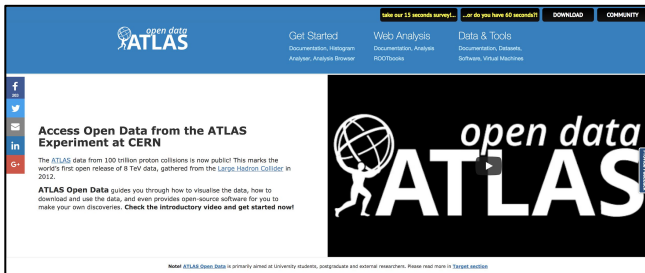 take our 15 seconds survey!... ...or do you have 60 seconds?! DOWNLOAD COMMUNITY
open data
ATLAS
Get Started Web Analysis Data & Tools
Documentation, Histogram Documentation, Analysis Documentation, Datasets,
Analyser, Analysis Browser ROOTbooks Software, Virtual Machines
f
in
G+
Access Open Data from the ATLAS
Experiment at CERN
The ATLAS data from 100 trillion proton collisions is now public! This marks the
world's first open release of 8 TeV data, gathered from the Large Hadron Collider in
2012.
ATLAS Open Data guides you through how to visualise the data, how to
download and use the data, and even provides open-source software for you to
make your own discoveries. Check the introductory video and get started now!
open data
ATLAS
Note! ATLAS Open Data is primarily aimed at University students, postgraduate and external researchers. Please read more in Target section